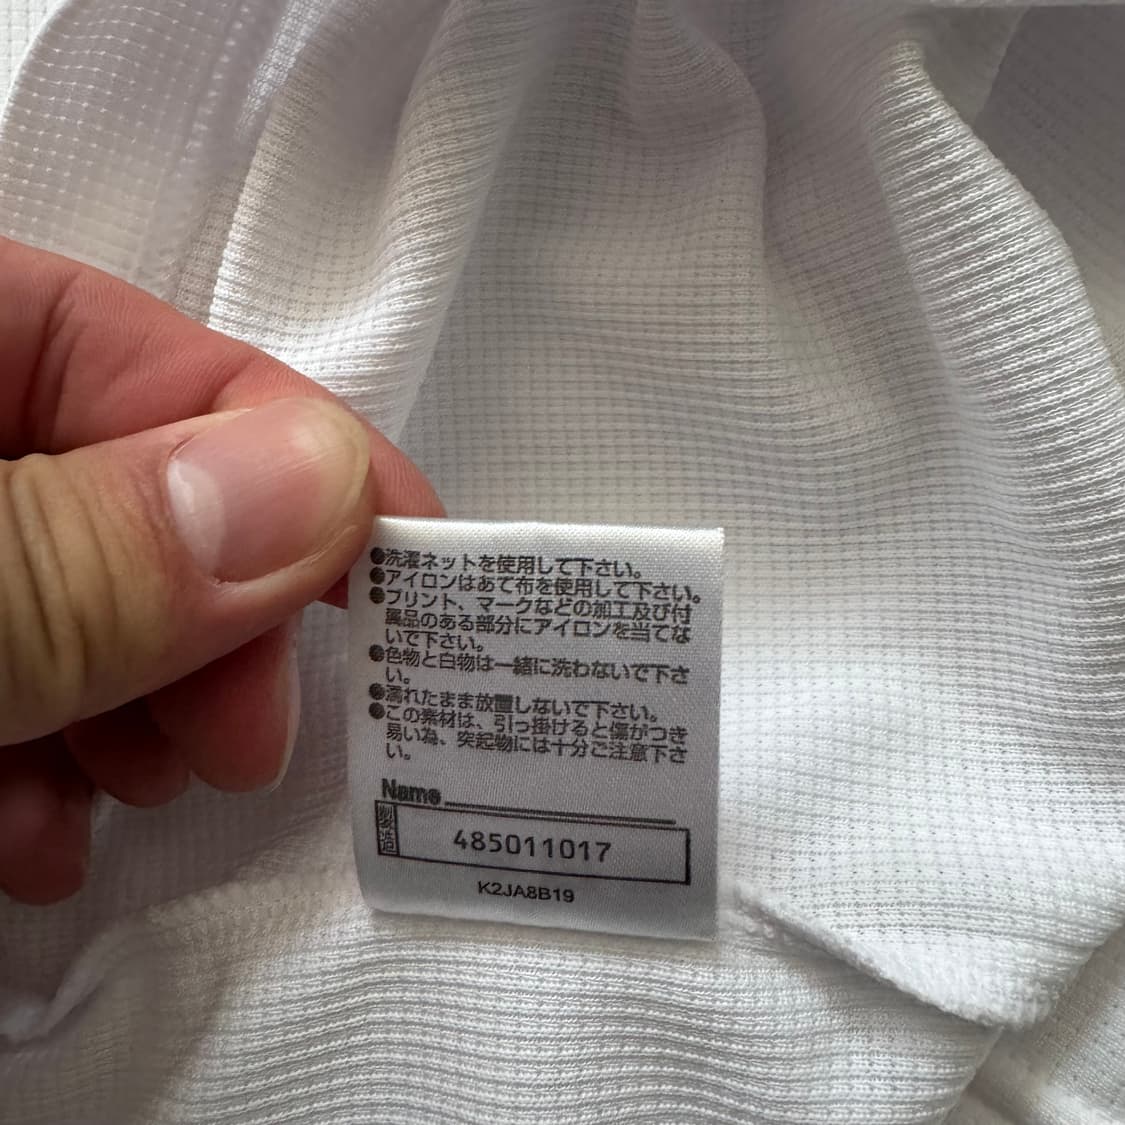 ●洗濯ネットを使用して下さい。
●アイロンはあて布を使用して下さい。
●プリント、マークなどの加工及び付
属品のある部分にアイロンを当てな
いで下さい。
●色物と白物は一緒に洗わないで下さ
い。
●濡れたまま放置しないで下さい。
●この素材は、引っ掛けると傷がつき
易い為、突起物には十分ご注意下さ
い。
Name
製造 485011017
K2JA8B19